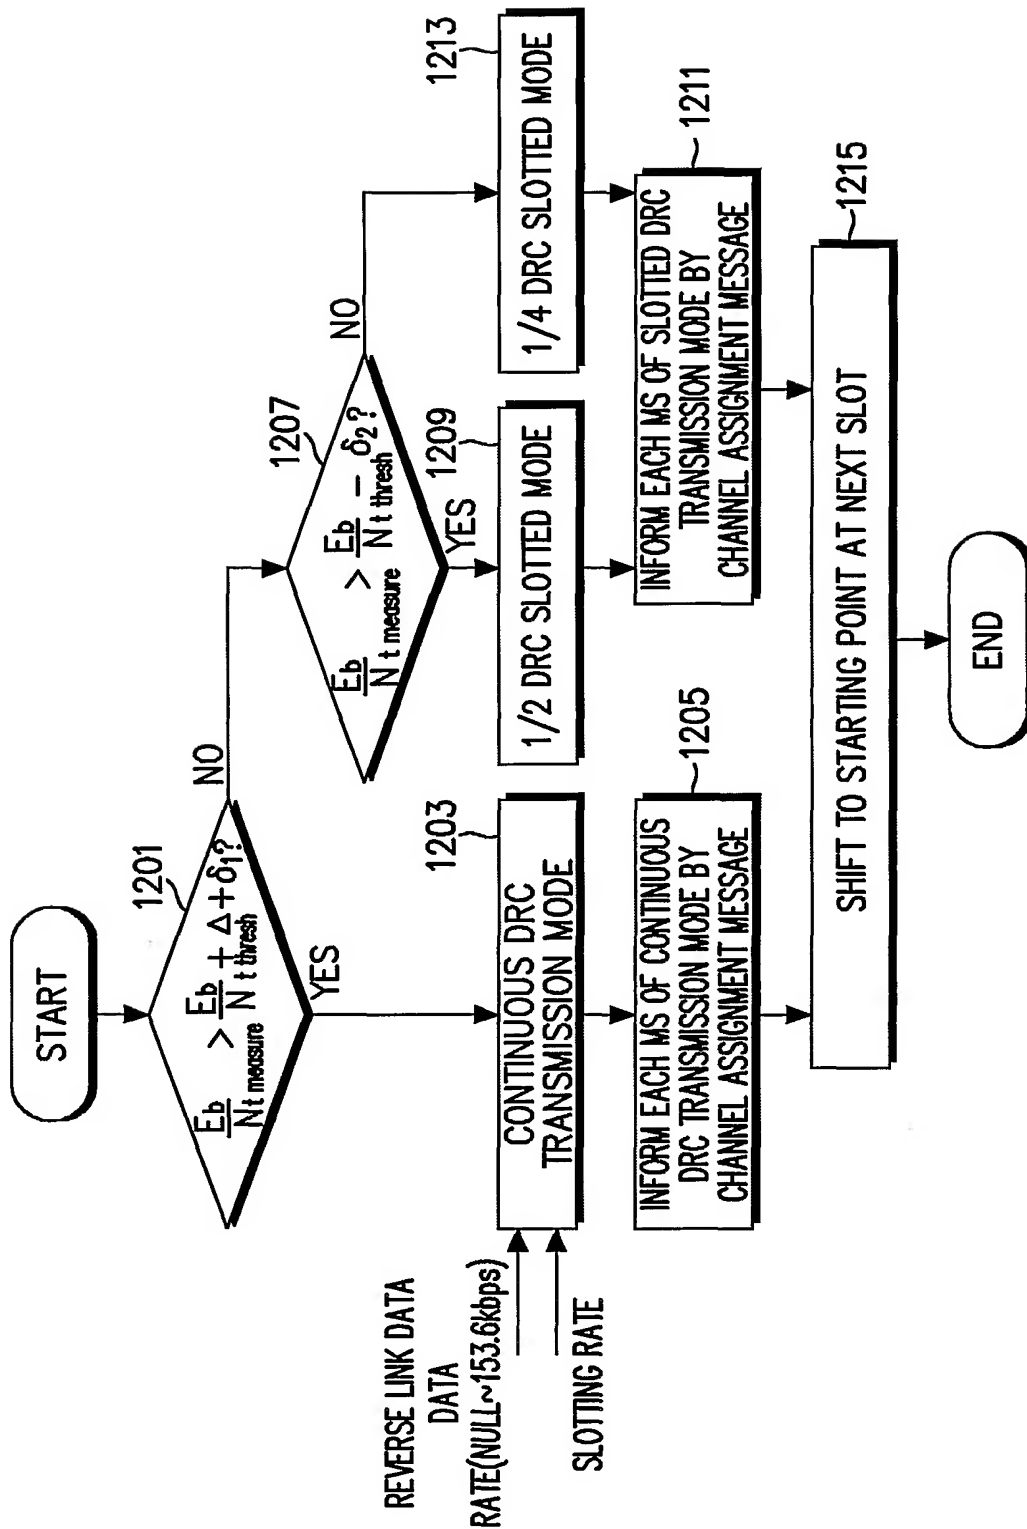 START
1201
Eb/Nt measure > Eb/Nt thresh + Δ + δ1?
NO
YES
1207
Eb/Nt measure > Eb/Nt thresh − δ2?
NO
YES
REVERSE LINK DATA
DATA
RATE(NULL~153.6kbps)
SLOTTING RATE
1203
CONTINUOUS DRC
TRANSMISSION MODE
1209
1/2 DRC SLOTTED MODE
1213
1/4 DRC SLOTTED MODE
1205
INFORM EACH MS OF CONTINUOUS
DRC TRANSMISSION MODE BY
CHANNEL ASSIGNMENT MESSAGE
1211
INFORM EACH MS OF SLOTTED DRC
TRANSMISSION MODE BY
CHANNEL ASSIGNMENT MESSAGE
1215
SHIFT TO STARTING POINT AT NEXT SLOT
END